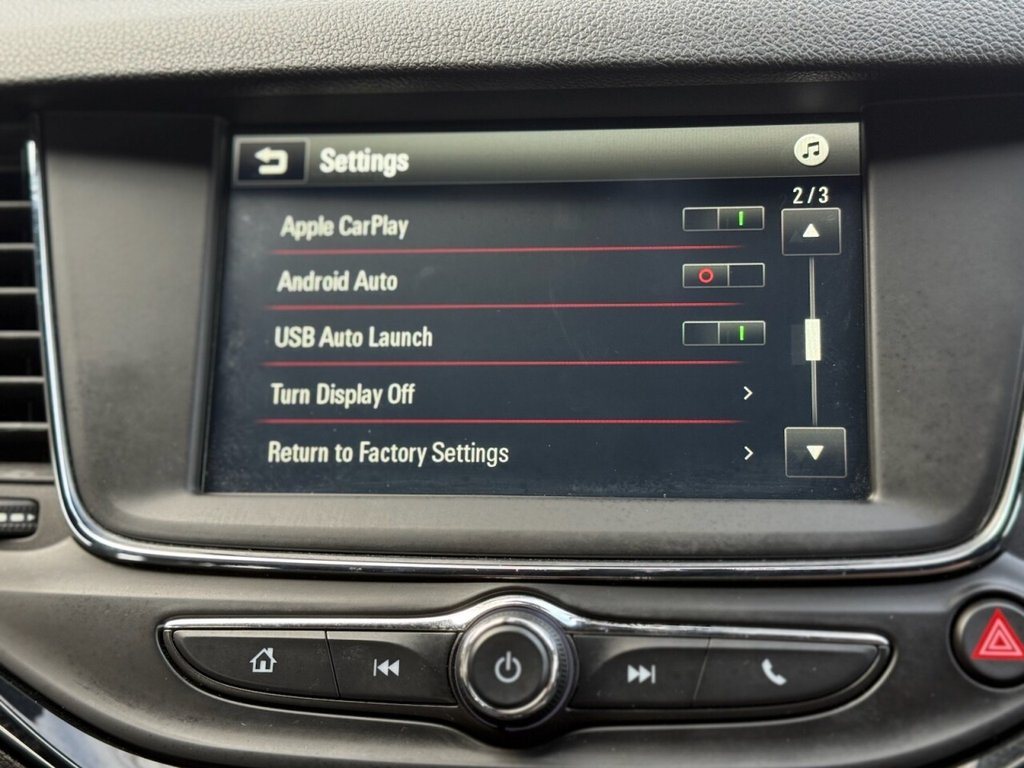 Settings
2/3
Apple CarPlay
Android Auto
USB Auto Launch
Turn Display Off
Return to Factory Settings